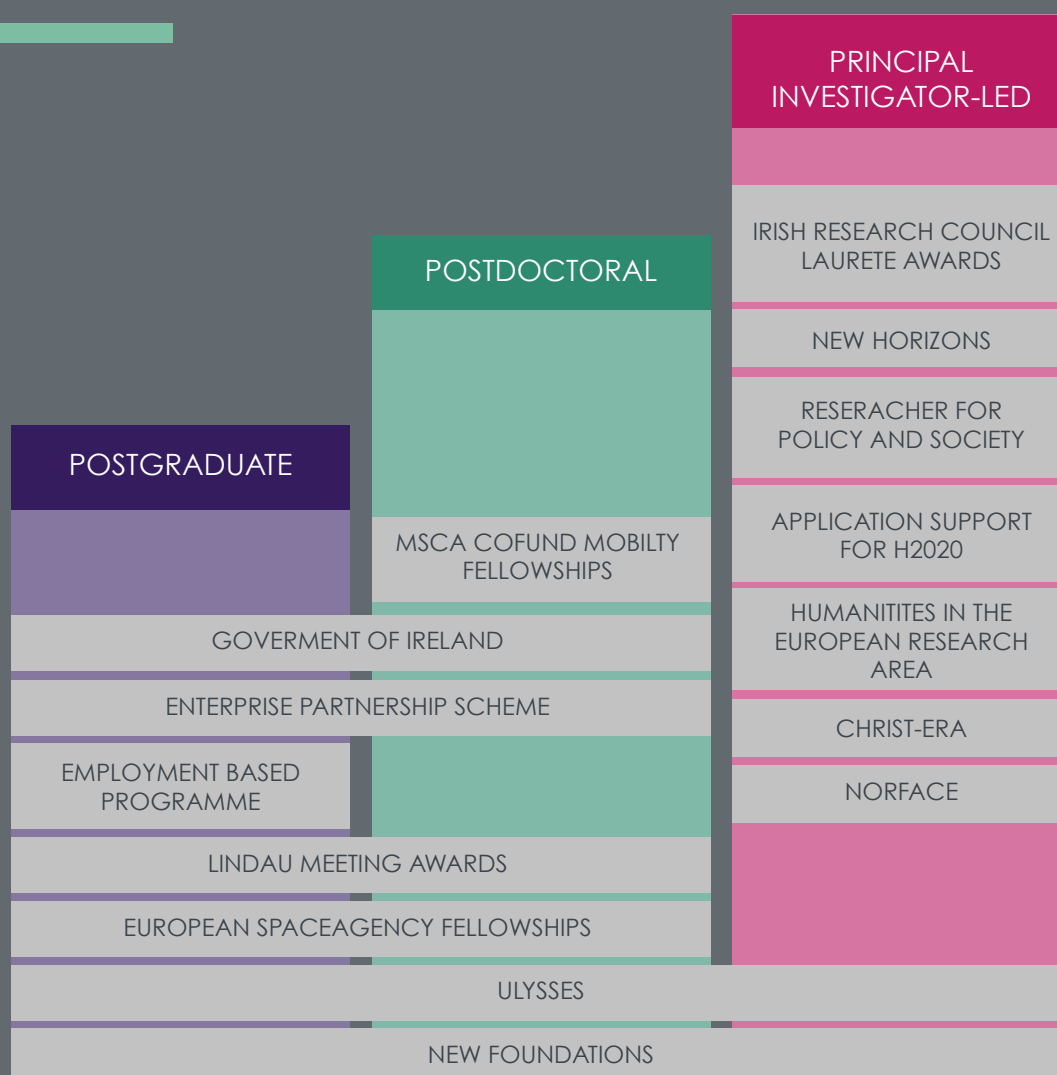 PRINCIPAL
INVESTIGATOR-LED
IRISH RESEARCH COUNCIL
LAURETE AWARDS
NEW HORIZONS
RESERACHER FOR
POLICY AND SOCIETY
APPLICATION SUPPORT
FOR H2020
HUMANITITES IN THE
EUROPEAN RESEARCH
AREA
CHRIST-ERA
NORFACE
POSTDOCTORAL
MSCA COFUND MOBILTY
FELLOWSHIPS
POSTGRADUATE
GOVERMENT OF IRELAND
ENTERPRISE PARTNERSHIP SCHEME
EMPLOYMENT BASED
PROGRAMME
LINDAU MEETING AWARDS
EUROPEAN SPACEAGENCY FELLOWSHIPS
ULYSSES
NEW FOUNDATIONS